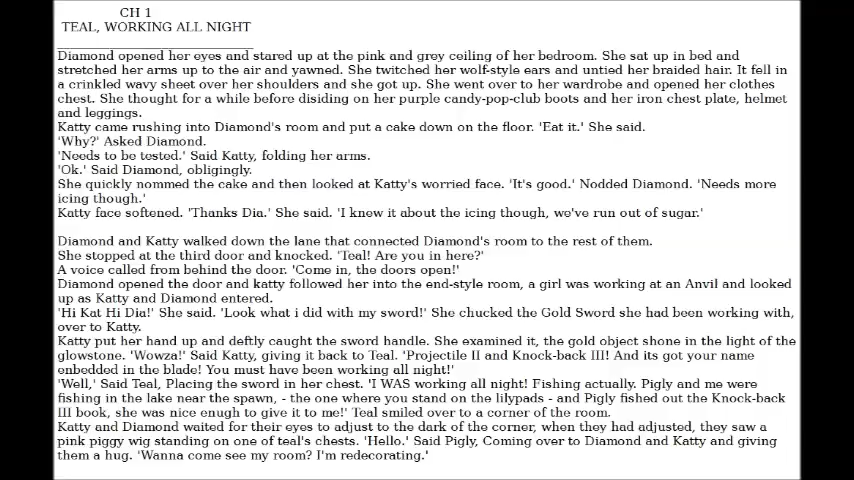 CH 1
TEAL, WORKING ALL NIGHT
Diamond opened her eyes and stared up at the pink and grey ceiling of her bedroom. She sat up in bed and
stretched her arms up to the air and yawned. She twitched her wolf-style ears and untied her braided hair. It fell in
a crinkled wavy sheet over her shoulders and she got up. She went over to her wardrobe and opened her clothes
chest. She thought for a while before disiding on her purple candy-pop-club boots and her iron chest plate, helmet
and leggings.
Katty came rushing into Diamond's room and put a cake down on the floor. 'Eat it.' She said.
'Why?' Asked Diamond.
'Needs to be tested.' Said Katty, folding her arms.
'Ok.' Said Diamond, obligingly.
She quickly nommed the cake and then looked at Katty's worried face. 'It's good.' Nodded Diamond. 'Needs more
icing though.'
Katty face softened. 'Thanks Dia.' She said. 'I knew it about the icing though, we've run out of sugar.'
Diamond and Katty walked down the lane that connected Diamond's room to the rest of them.
She stopped at the third door and knocked. 'Teal! Are you in here?'
A voice called from behind the door. 'Come in, the doors open!'
Diamond opened the door and katty followed her into the end-style room, a girl was working at an Anvil and looked
up as Katty and Diamond entered.
'Hi Kat Hi Dia!' She said. 'Look what i did with my sword!' She chucked the Gold Sword she had been working with,
over to Katty.
Katty put her hand up and deftly caught the sword handle. She examined it, the gold object shone in the light of the
glowstone. 'Wowza!' Said Katty, giving it back to Teal. 'Projectile II and Knock-back III! And its got your name
enbedded in the blade! You must have been working all night!'
'Well,' Said Teal, Placing the sword in her chest. 'I WAS working all night! Fishing actually. Pigly and me were
fishing in the lake near the spawn, - the one where you stand on the lilypads - and Pigly fished out the Knock-back
III book, she was nice enugh to give it to me!' Teal smiled over to a corner of the room.
Katty and Diamond waited for their eyes to adjust to the dark of the corner, when they had adjusted, they saw a
pink piggy wig standing on one of teal's chests. 'Hello.' Said Pigly, Coming over to Diamond and Katty and giving
them a hug. 'Wanna come see my room? I'm redecorating.'